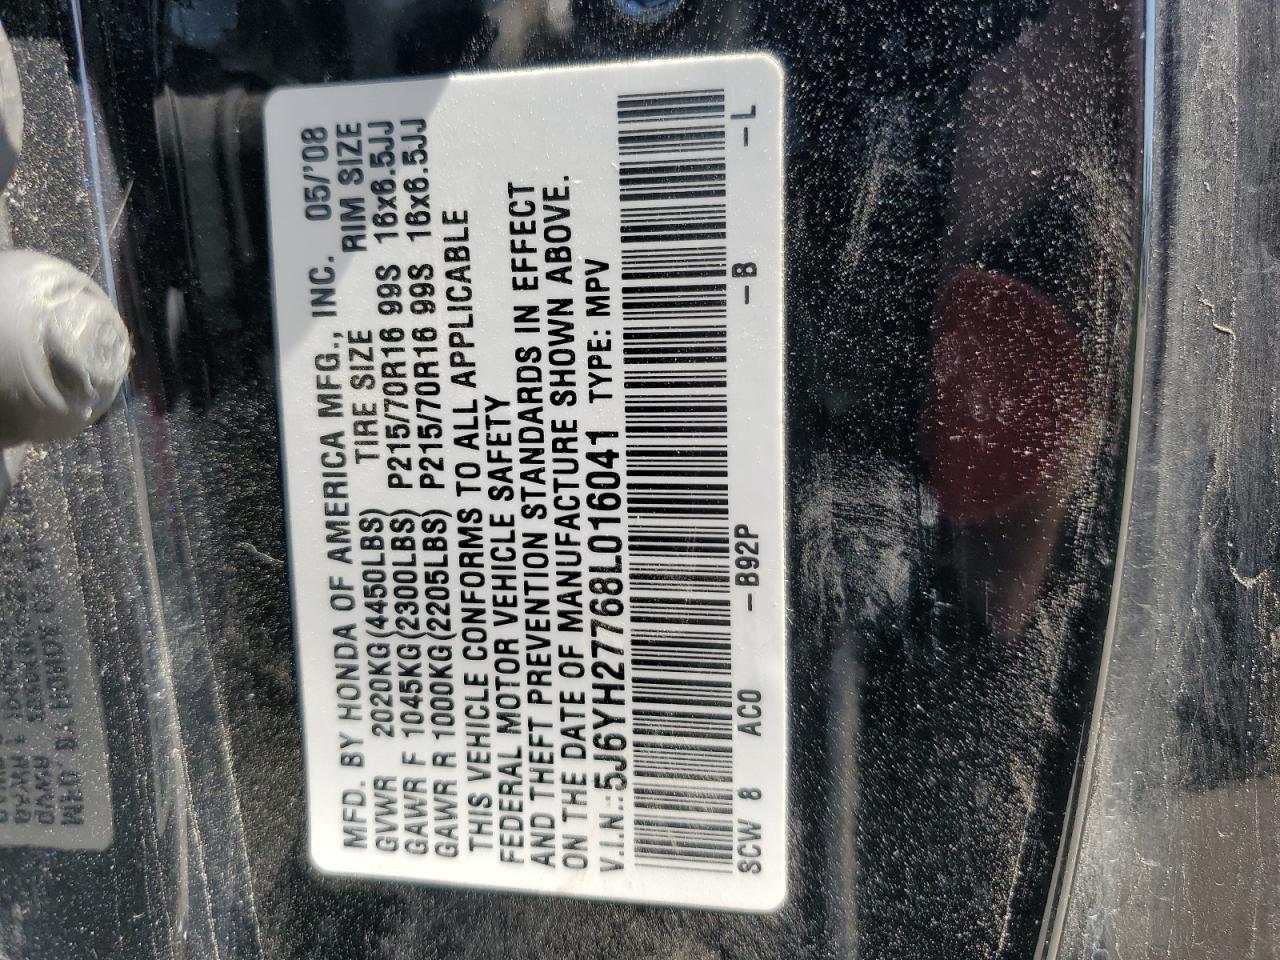 MFD. BY HONDA OF AMERICA MFG., INC. 05/'08
GVWR 2020KG(4450LBS) TIRE SIZE RIM SIZE
GAWR F 1045KG(2300LBS) P215/70R16 99S 16x6.5JJ
GAWR R 1000KG(2205LBS) P215/70R16 99S 16x6.5JJ
THIS VEHICLE CONFORMS TO ALL APPLICABLE
FEDERAL MOTOR VEHICLE SAFETY
AND THEFT PREVENTION STANDARDS IN EFFECT
ON THE DATE OF MANUFACTURE SHOWN ABOVE.
V.I.N.:5J6YH27768L016041 TYPE: MPV
SCW 8 AC0 -B92P -B -L